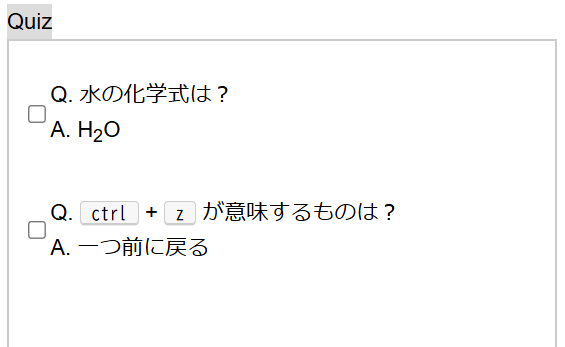 Quiz
Q. 水の化学式は？
A. H₂O
Q. ctrl + z が意味するものは？
A. 一つ前に戻る